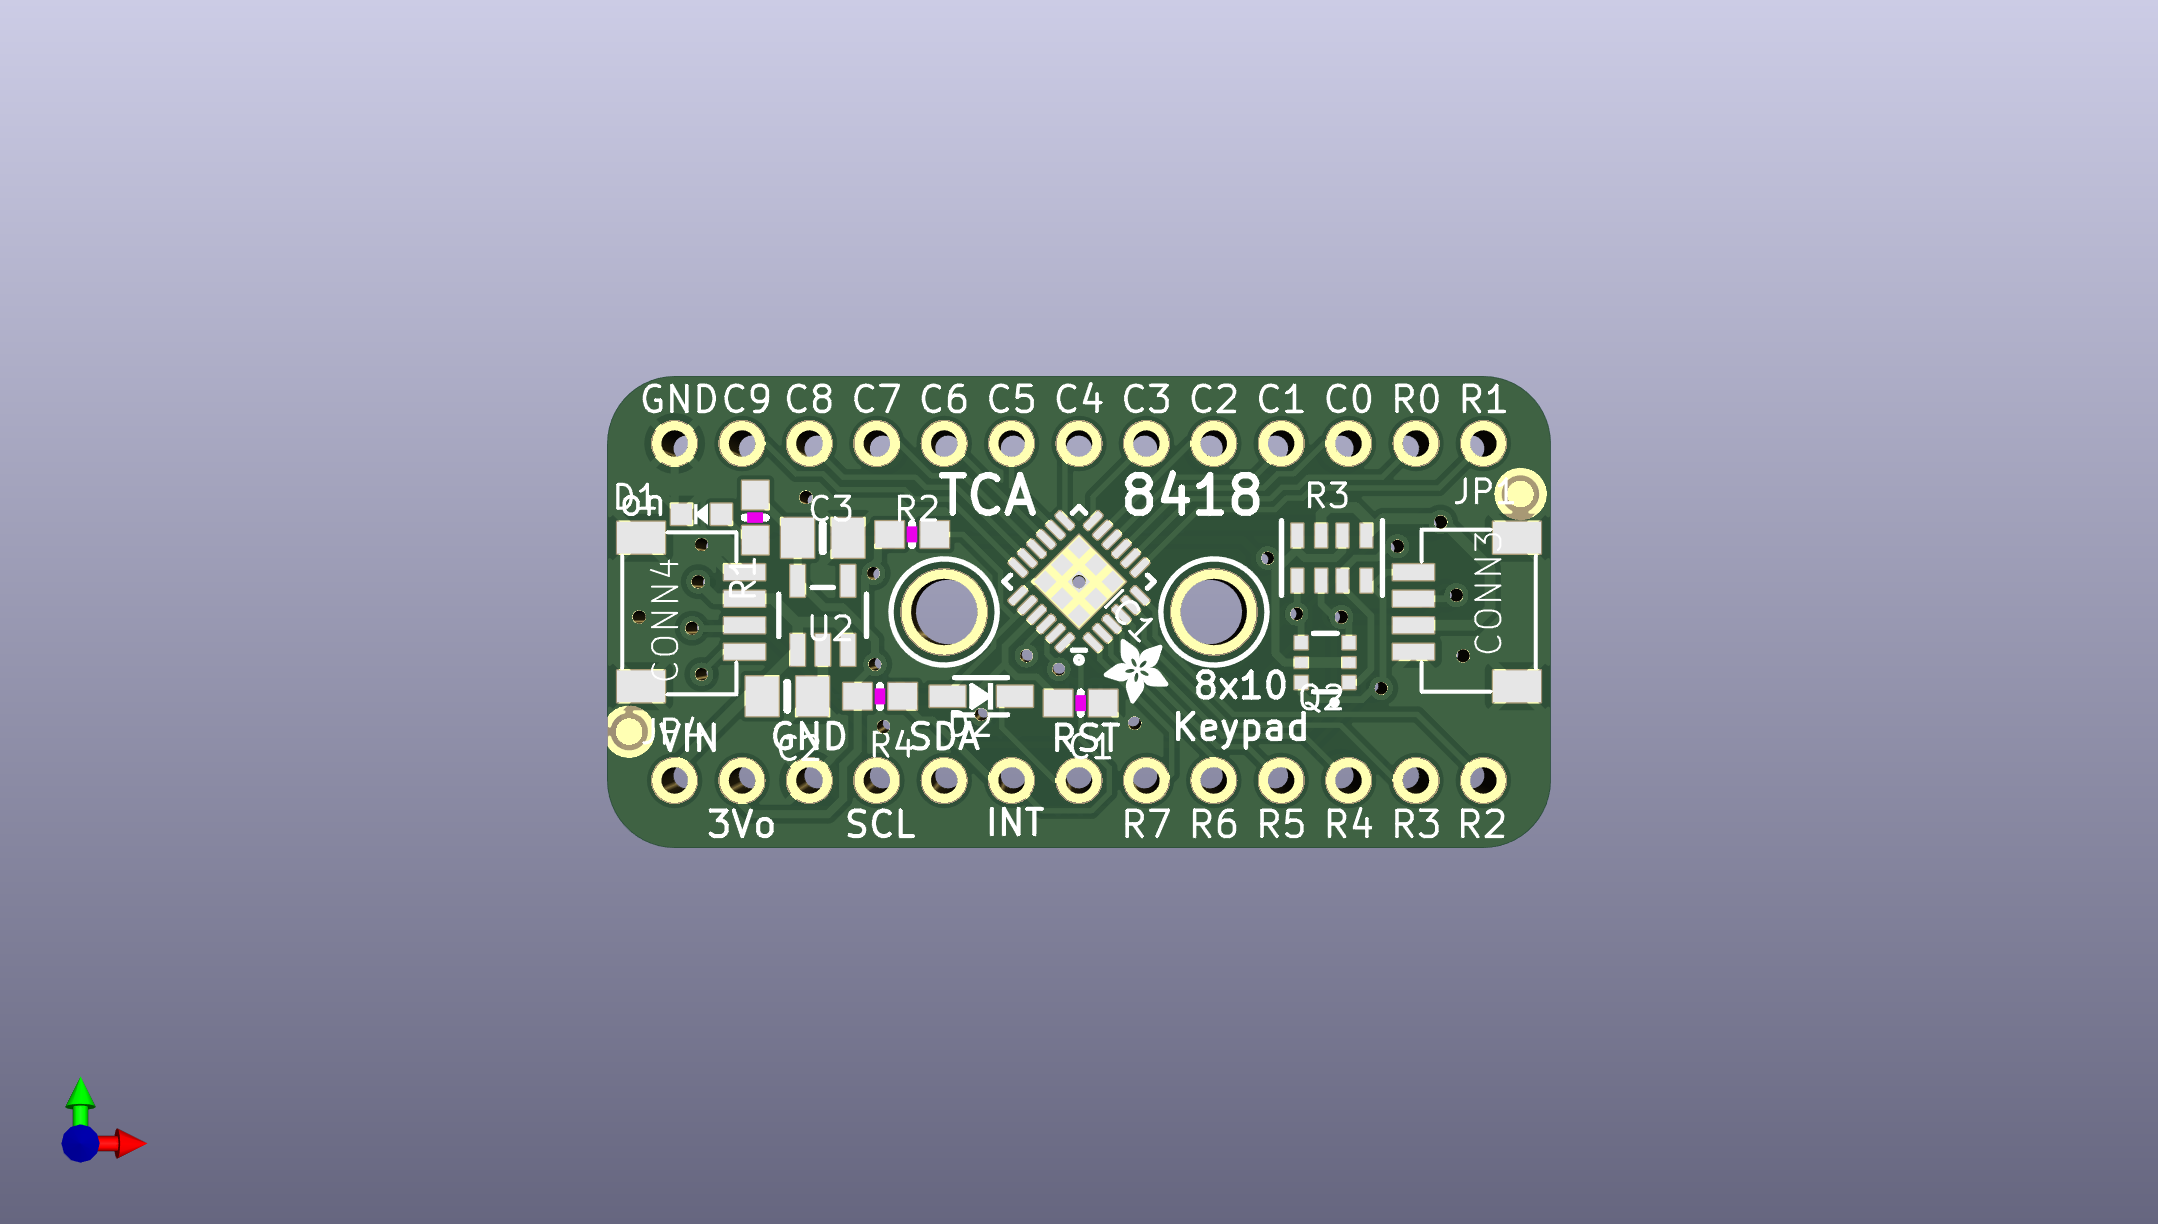 GND C9 C8 C7 C6 C5 C4 C3 C2 C1 C0 R0 R1
TCA 8418
D1
on
C3
R2
R3
JP1
CONN4
R1
U2
CONN3
8x10
Keypad
Q2
VIN
GND
C2
R4
SDA
D2
RST
C1
3Vo SCL INT R7 R6 R5 R4 R3 R2